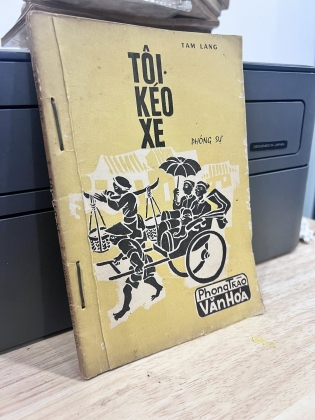 TAM LANG
TÔI
KÉO
XE
PHÓNG SỰ
Phong TRÀO
VĂN HÓA